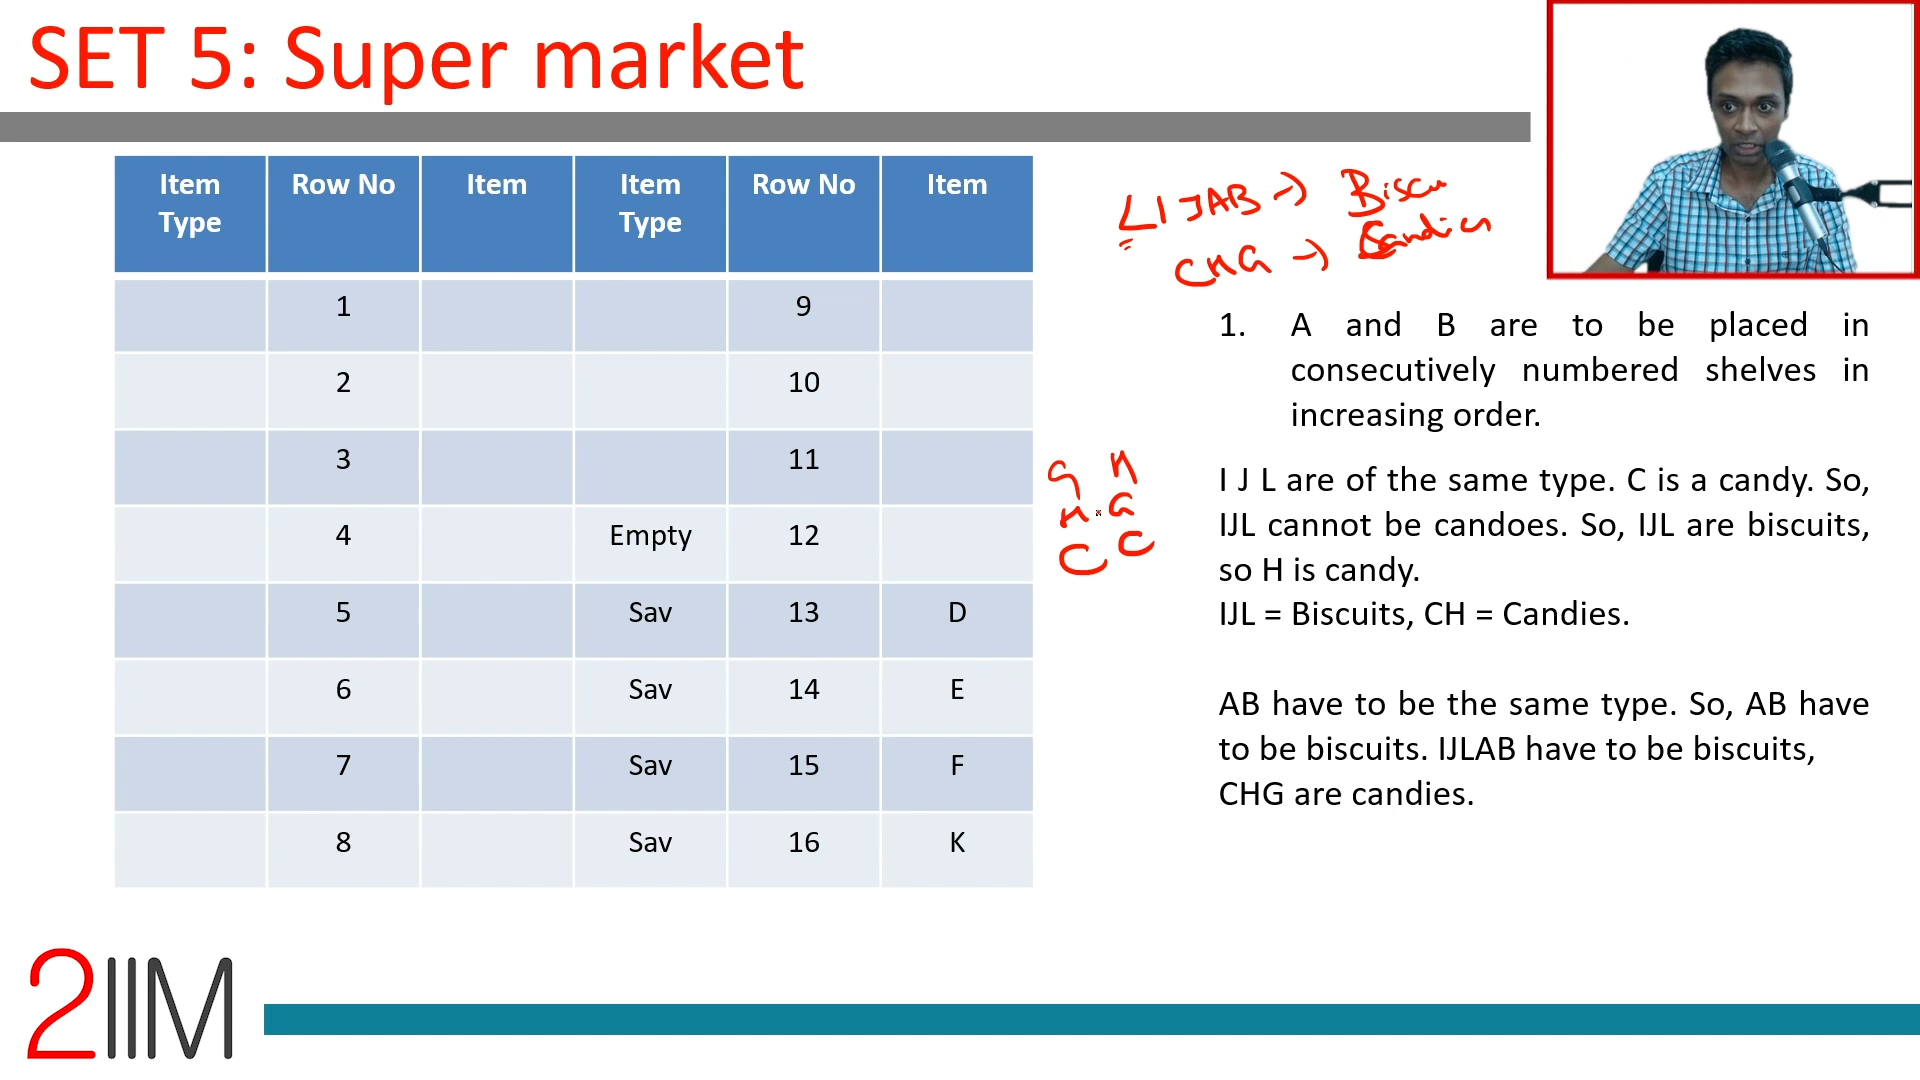 SET 5: Super market
Item Type Row No Item Item Type Row No Item
1 9
2 10
3 11
4 Empty 12
5 Sav 13 D
6 Sav 14 E
7 Sav 15 F
8 Sav 16 K
LIJAB → Biscu
CHG → Candies
G H
H G
C C
1. A and B are to be placed in
consecutively numbered shelves in
increasing order.
I J L are of the same type. C is a candy. So,
IJL cannot be candoes. So, IJL are biscuits,
so H is candy.
IJL = Biscuits, CH = Candies.
AB have to be the same type. So, AB have
to be biscuits. IJLAB have to be biscuits,
CHG are candies.
2IIM